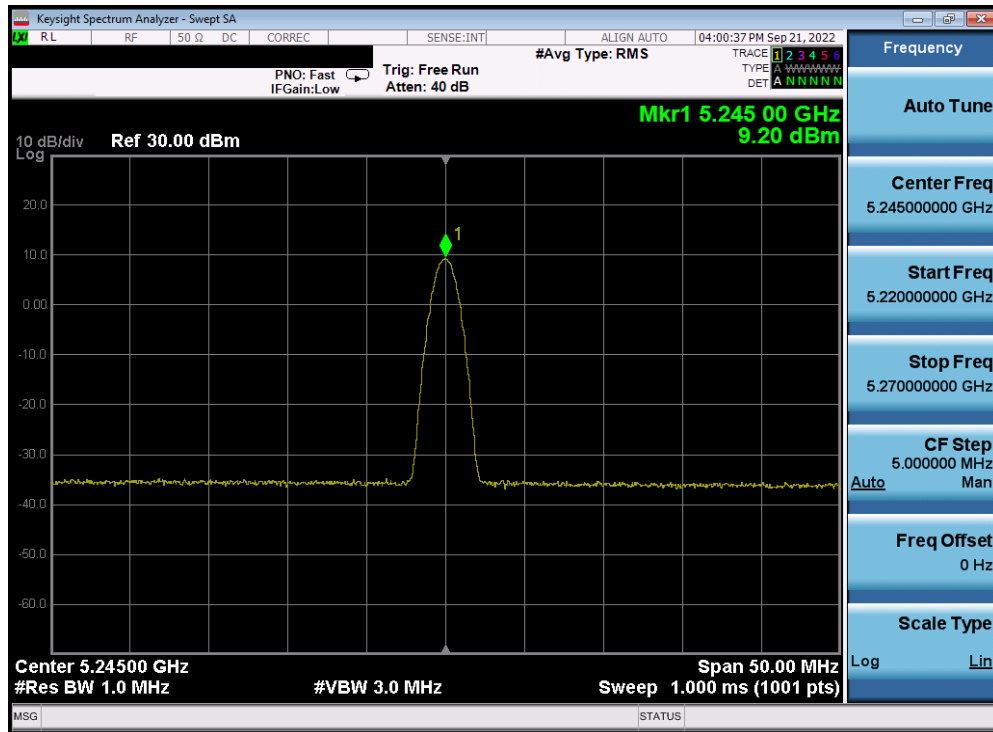 Keysight Spectrum Analyzer - Swept SA
LXI RL RF 50 Ω DC CORREC SENSE:INT ALIGN AUTO 04:00:37 PM Sep 21, 2022
PNO: Fast
IFGain:Low
Trig: Free Run
Atten: 40 dB
#Avg Type: RMS
TRACE 1 2 3 4 5 6
TYPE A WWWWW
DET A N N N N N
Mkr1 5.245 00 GHz
9.20 dBm
10 dB/div
Log
Ref 30.00 dBm
20.0
10.0
0.00
-10.0
-20.0
-30.0
-40.0
-50.0
-60.0
1
Center 5.24500 GHz
#Res BW 1.0 MHz
#VBW 3.0 MHz
Span 50.00 MHz
Sweep 1.000 ms (1001 pts)
MSG
STATUS
Frequency
Auto Tune
Center Freq
5.245000000 GHz
Start Freq
5.220000000 GHz
Stop Freq
5.270000000 GHz
CF Step
5.000000 MHz
Auto Man
Freq Offset
0 Hz
Scale Type
Log Lin